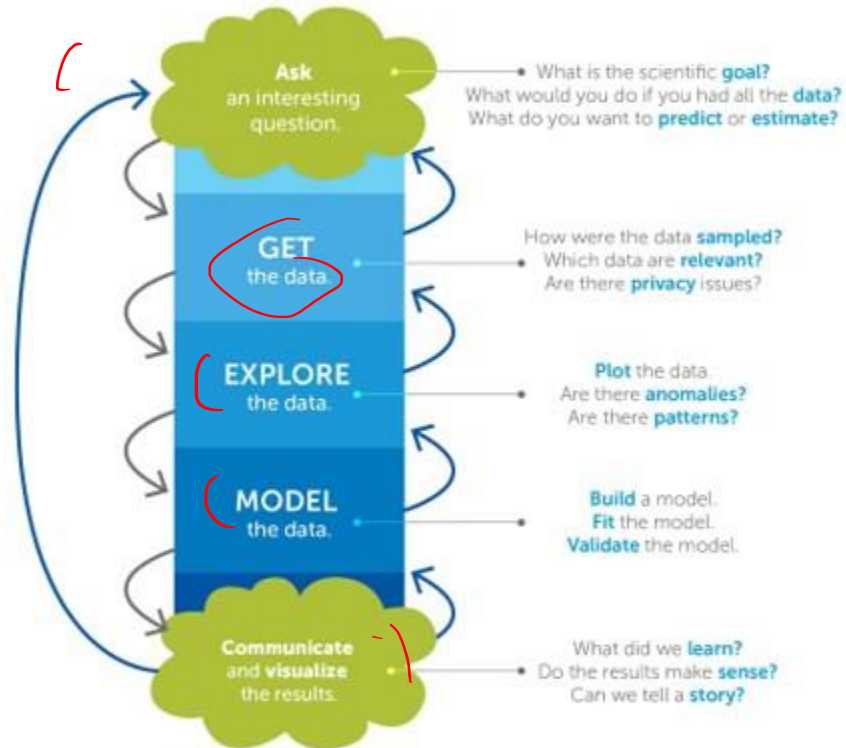 Ask
an interesting
question.
What is the scientific goal?
What would you do if you had all the data?
What do you want to predict or estimate?
GET
the data.
How were the data sampled?
Which data are relevant?
Are there privacy issues?
EXPLORE
the data.
Plot the data.
Are there anomalies?
Are there patterns?
MODEL
the data.
Build a model.
Fit the model.
Validate the model.
Communicate
and visualize
the results.
What did we learn?
Do the results make sense?
Can we tell a story?